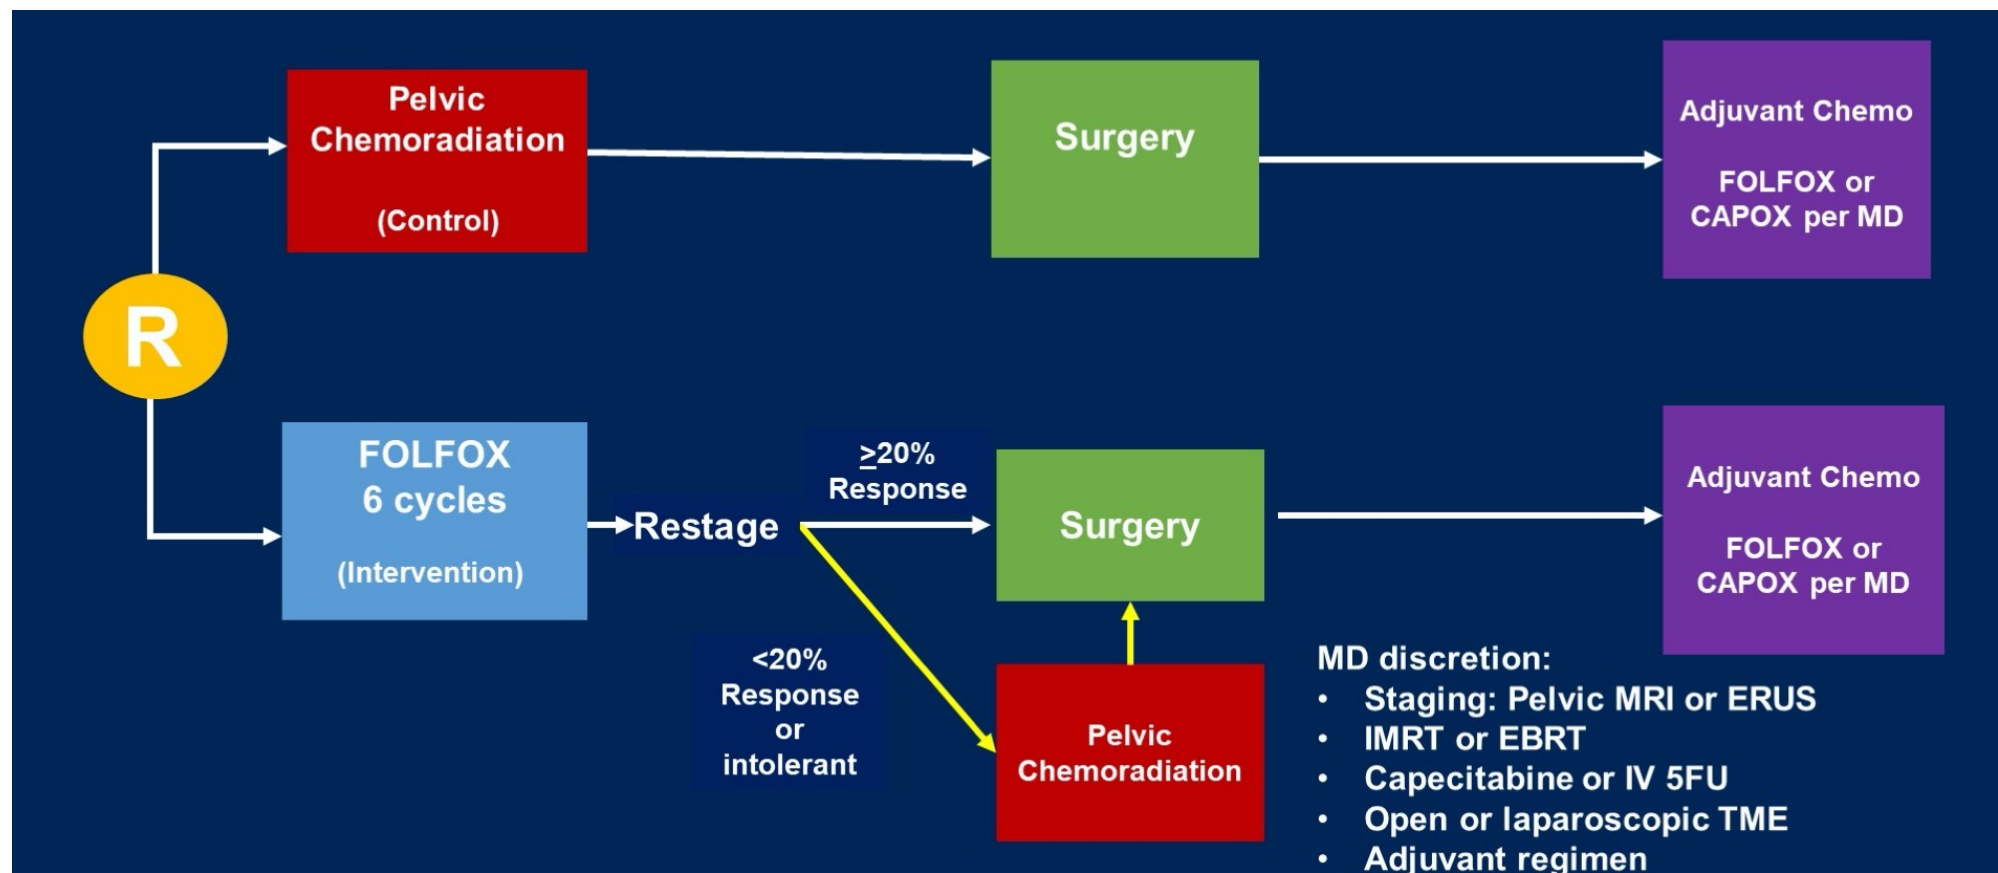 Pelvic
Chemoradiation
(Control)
Surgery
Adjuvant Chemo
FOLFOX or
CAPOX per MD
R
FOLFOX
6 cycles
(Intervention)
Restage
≥20%
Response
Surgery
Adjuvant Chemo
FOLFOX or
CAPOX per MD
<20%
Response
or
intolerant
Pelvic
Chemoradiation
MD discretion:
• Staging: Pelvic MRI or ERUS
• IMRT or EBRT
• Capecitabine or IV 5FU
• Open or laparoscopic TME
• Adjuvant regimen